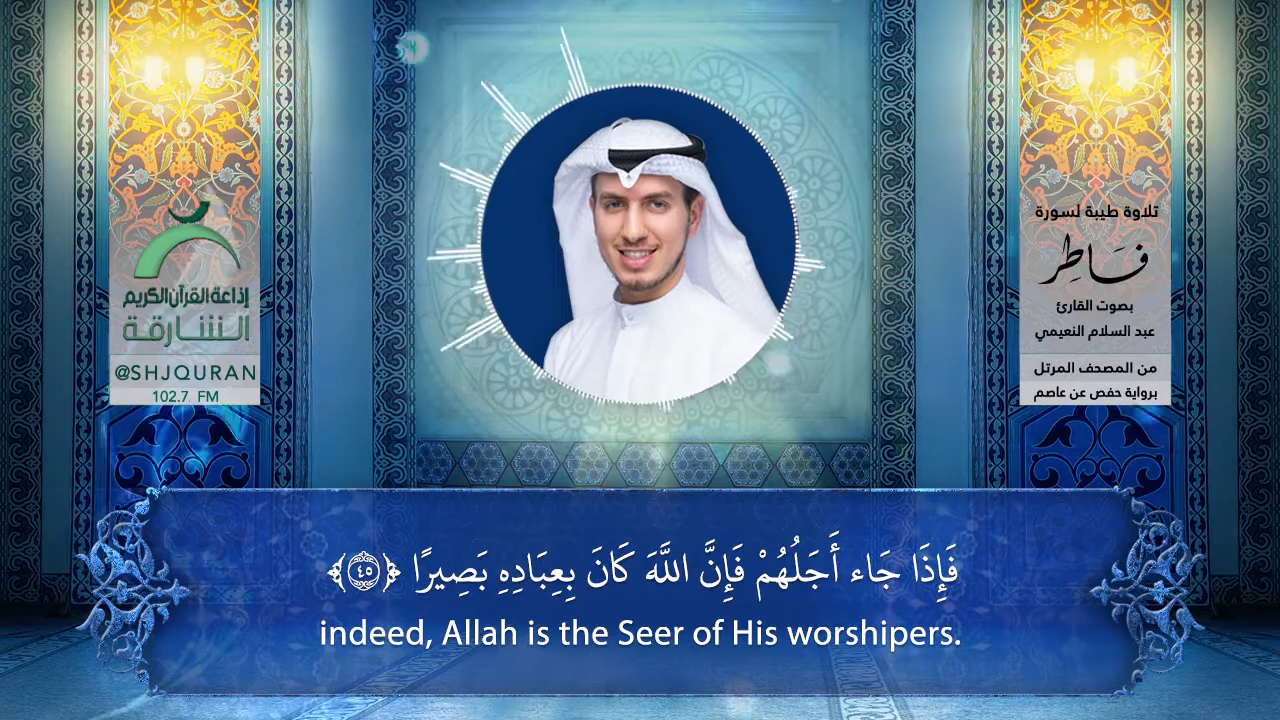 إذاعة القرآن الكريم
الشارقة
@SHJQURAN
102.7 FM
تلاوة طيبة لسورة
فَاطِر
بصوت القارئ
عبد السلام النعيمي
من المصحف المرتل
برواية حفص عن عاصم
فَإِذَا جَاء أَجَلُهُمْ فَإِنَّ اللَّهَ كَانَ بِعِبَادِهِ بَصِيرًا ﴿٤٥﴾
indeed, Allah is the Seer of His worshipers.